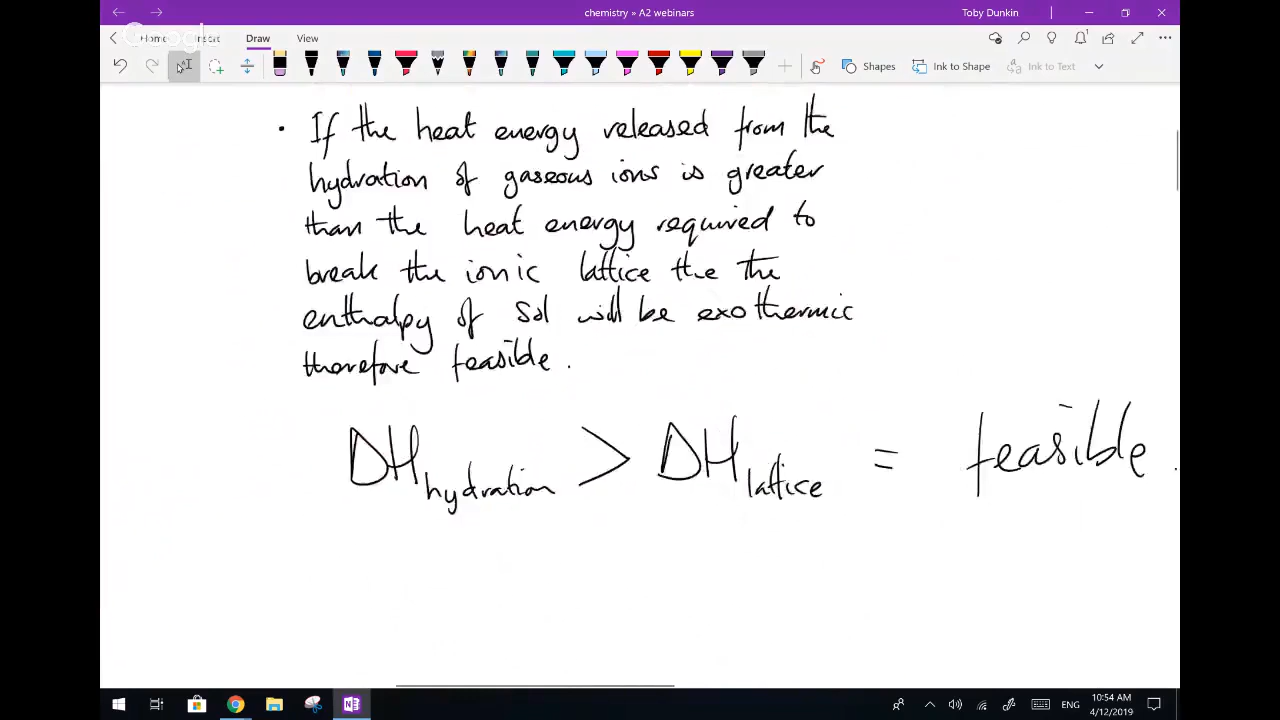 chemistry » A2 webinars
Toby Dunkin
Google
Home Insert Draw View
Shapes Ink to Shape Ink to Text
• If the heat energy released from the
hydration of gaseous ions is greater
than the heat energy required to
break the ionic lattice the the
enthalpy of Sol will be exothermic
therefore feasible.
ΔH hydration > ΔH lattice = feasible.
ENG
10:54 AM
4/12/2019